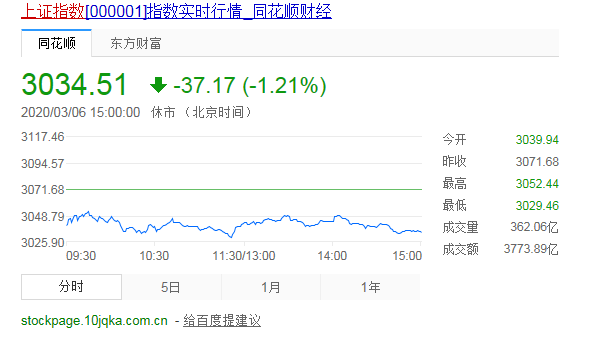 上证指数[000001]指数实时行情_同花顺财经
同花顺 东方财富
3034.51 -37.17 (-1.21%)
2020/03/06 15:00:00 休市 （北京时间）
3117.46
3094.57
3071.68
3048.79
3025.90
09:30 10:30 11:30/13:00 14:00 15:00
今开 3039.94
昨收 3071.68
最高 3052.44
最低 3029.46
成交量 362.06亿
成交额 3773.89亿
分时 5日 1月 1年
stockpage.10jqka.com.cn - 给百度提建议